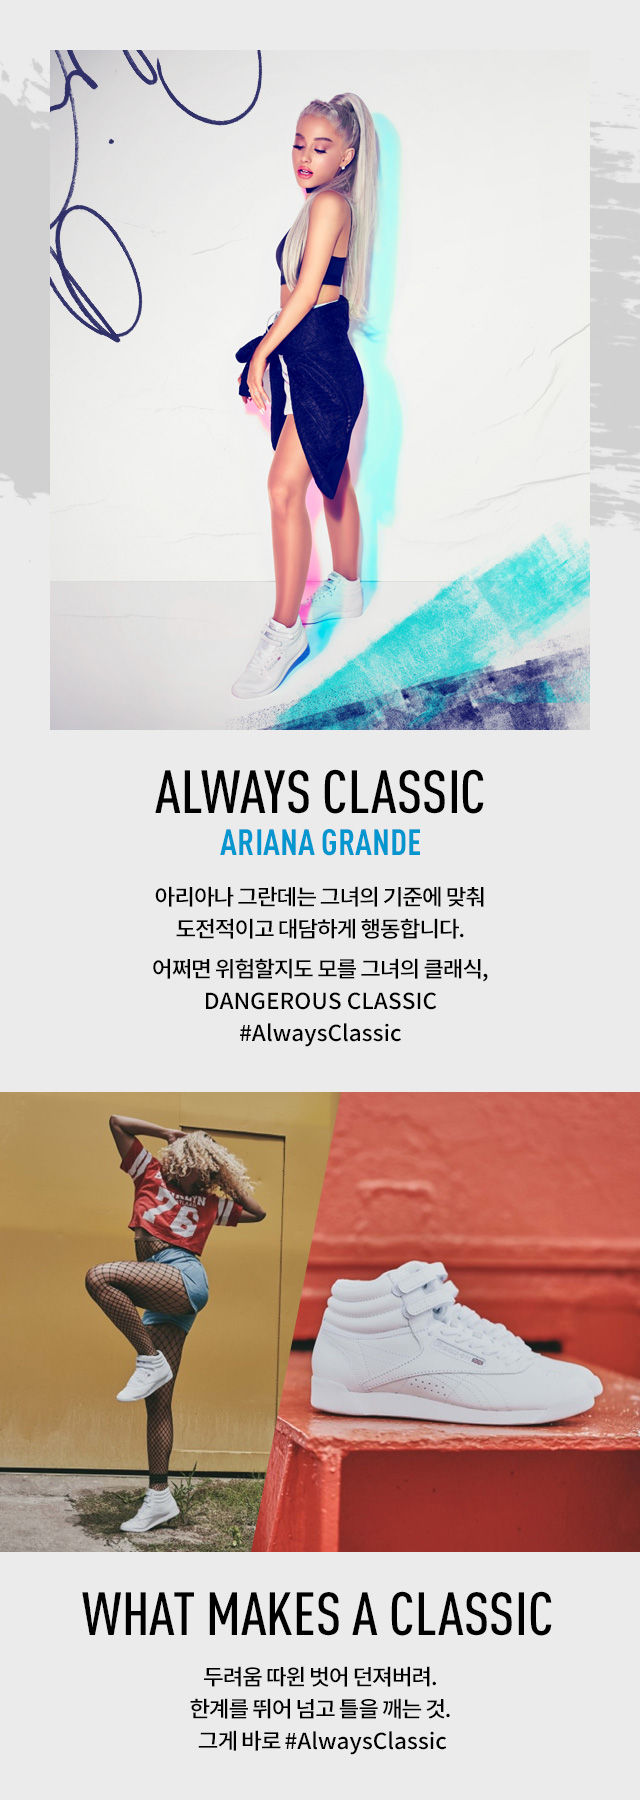 ALWAYS CLASSIC
ARIANA GRANDE
아리아나 그란데는 그녀의 기준에 맞춰
도전적이고 대담하게 행동합니다.
어쩌면 위험할지도 모를 그녀의 클래식,
DANGEROUS CLASSIC
#AlwaysClassic
76
WHAT MAKES A CLASSIC
두려움 따윈 벗어 던져버려.
한계를 뛰어 넘고 틀을 깨는 것.
그게 바로 #AlwaysClassic